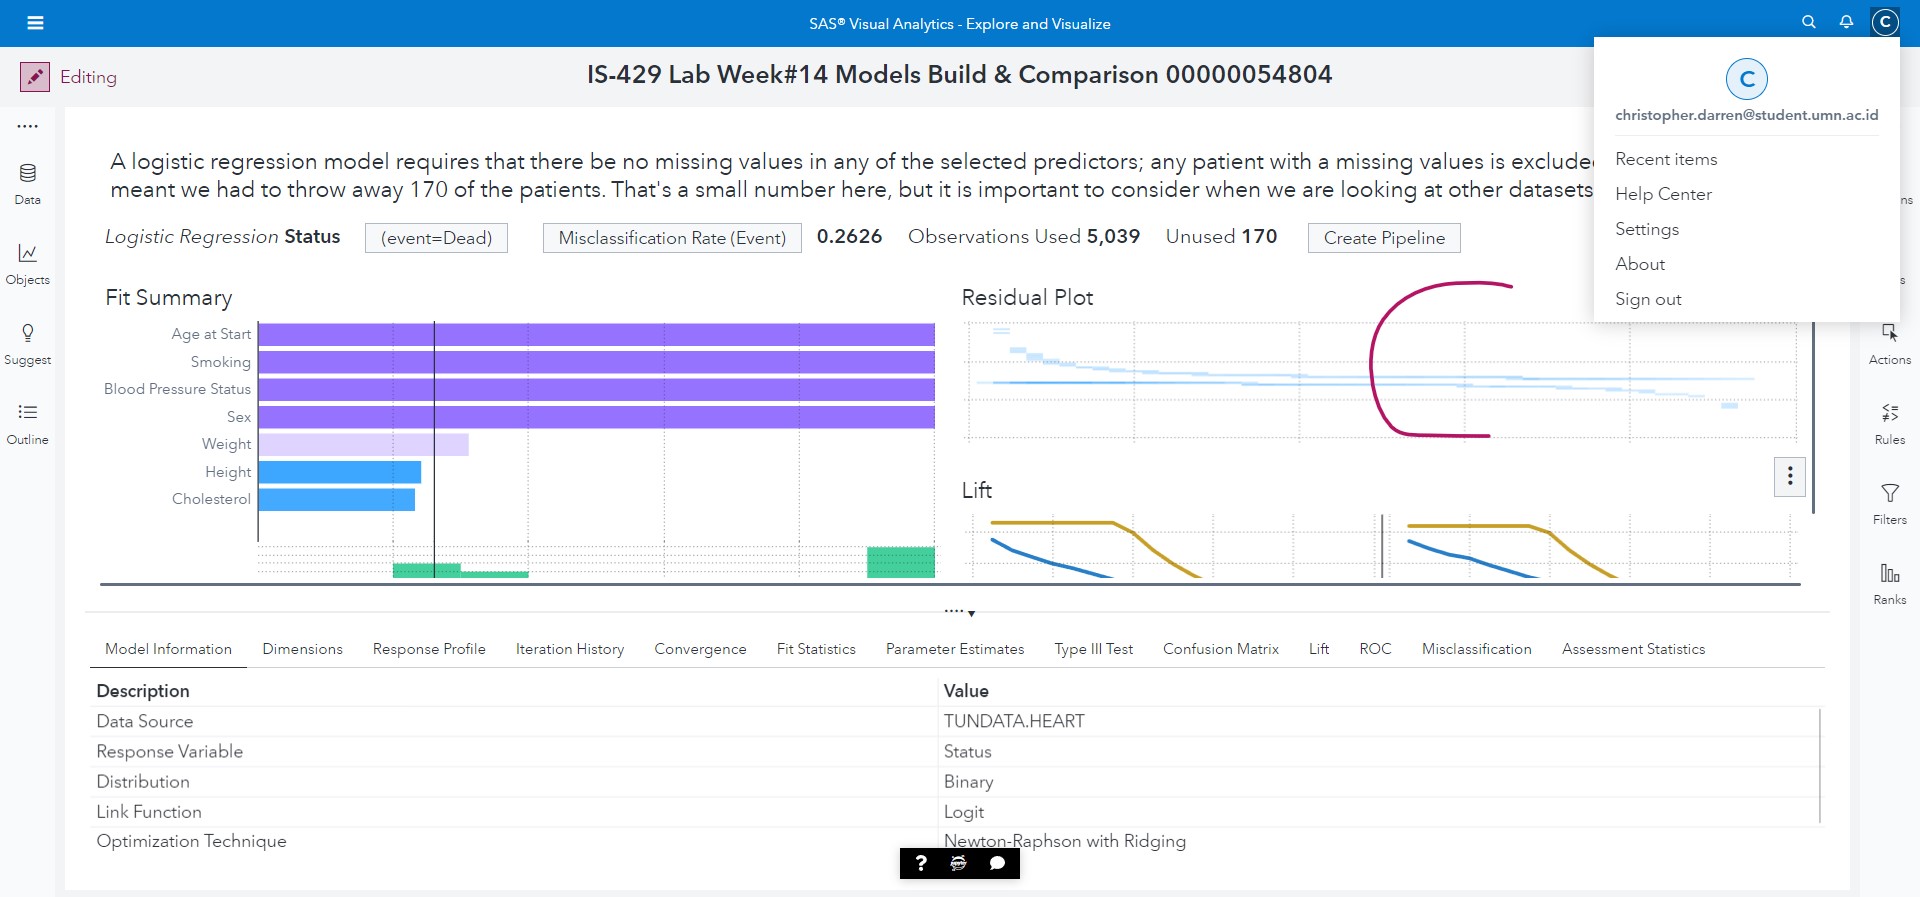 SAS® Visual Analytics - Explore and Visualize
C
Editing
IS-429 Lab Week#14 Models Build & Comparison 00000054804
C
christopher.darren@student.umn.ac.id
Recent items
Help Center
Settings
About
Sign out
Data
Objects
Suggest
Outline
A logistic regression model requires that there be no missing values in any of the selected predictors; any patient with a missing values is
meant we had to throw away 170 of the patients. That's a small number here, but it is important to consider when we are looking at other datasets
Logistic Regression Status (event=Dead) Misclassification Rate (Event) 0.2626 Observations Used 5,039 Unused 170 Create Pipeline
Fit Summary
Age at Start
Smoking
Blood Pressure Status
Sex
Weight
Height
Cholesterol
Residual Plot
Lift
Actions
Rules
Filters
Ranks
Model Information Dimensions Response Profile Iteration History Convergence Fit Statistics Parameter Estimates Type III Test Confusion Matrix Lift ROC Misclassification Assessment Statistics
Description Value
Data Source TUNDATA.HEART
Response Variable Status
Distribution Binary
Link Function Logit
Optimization Technique Newton-Raphson with Ridging
?